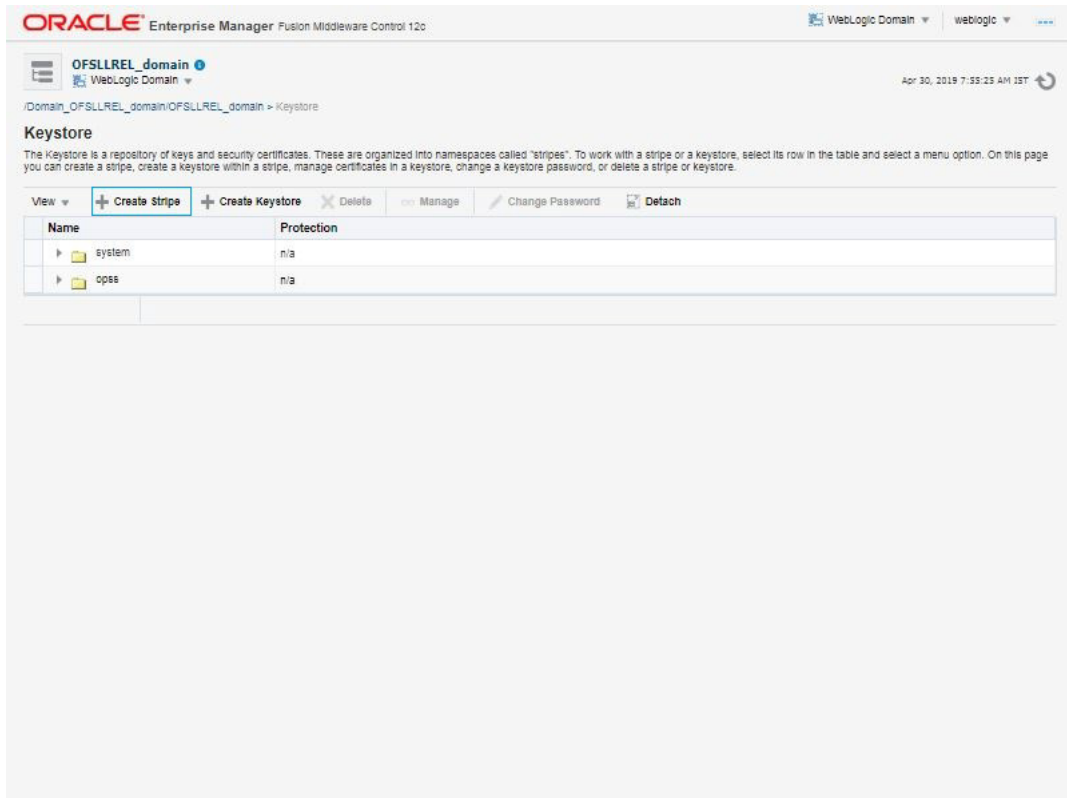 ORACLE® Enterprise Manager Fusion Middleware Control 12c
WebLogic Domain
weblogic
OFSLLREL_domain
WebLogic Domain
Apr 30, 2019 7:55:25 AM IST
/Domain_OFSLLREL_domain/OFSLLREL_domain > Keystore
Keystore
The Keystore is a repository of keys and security certificates. These are organized into namespaces called "stripes". To work with a stripe or a keystore, select its row in the table and select a menu option. On this page
you can create a stripe, create a keystore within a stripe, manage certificates in a keystore, change a keystore password, or delete a stripe or keystore.
View Create Stripe Create Keystore Delete Manage Change Password Detach
Name Protection
system n/a
opss n/a